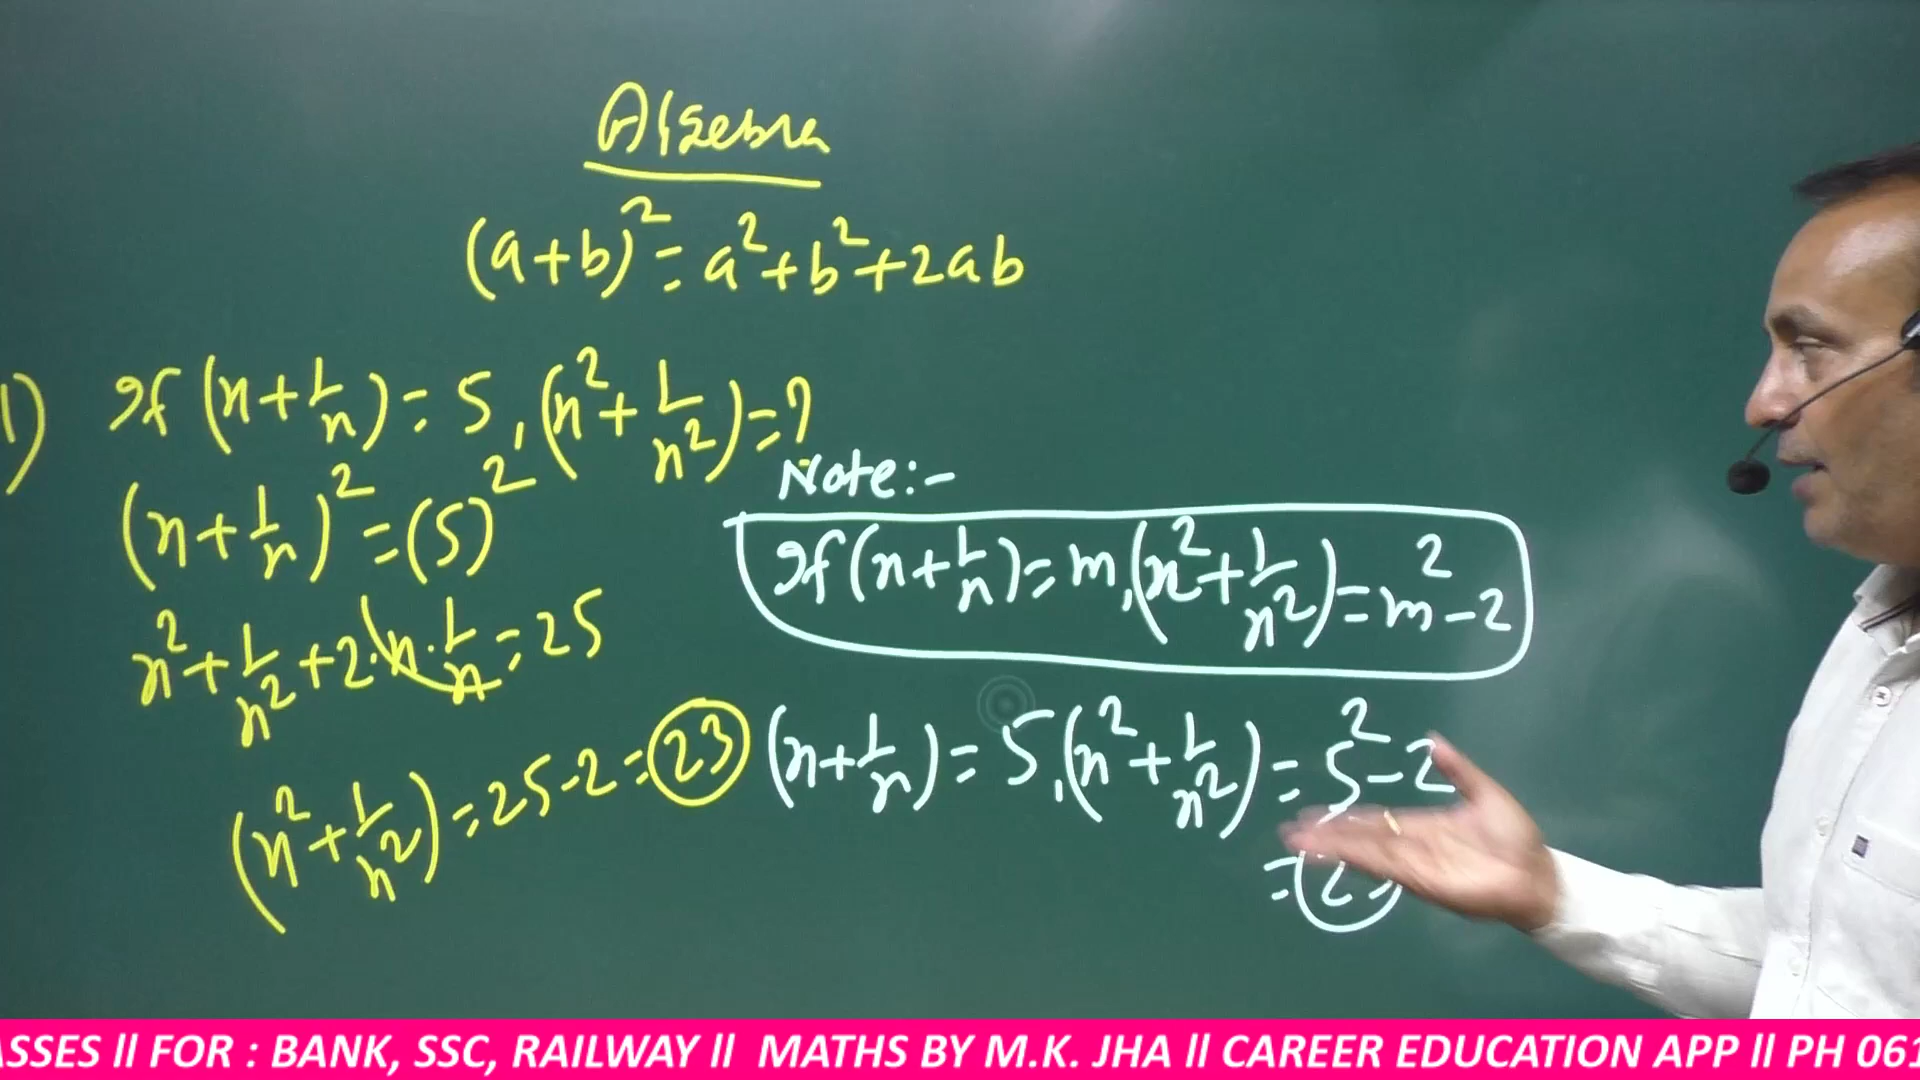 Algebra
(a+b)²=a²+b²+2ab
1) If (x+1/x)=5, (x²+1/x²)=?
(x+1/x)²=(5)²
x²+1/x²+2·x·1/x=25
(x²+1/x²)=25-2=23
Note:-
If (x+1/x)=m, (x²+1/x²)=m²-2
(x+1/x)=5, (x²+1/x²)=5²-2
=2
ASSES ll FOR : BANK, SSC, RAILWAY ll MATHS BY M.K. JHA ll CAREER EDUCATION APP ll PH 061